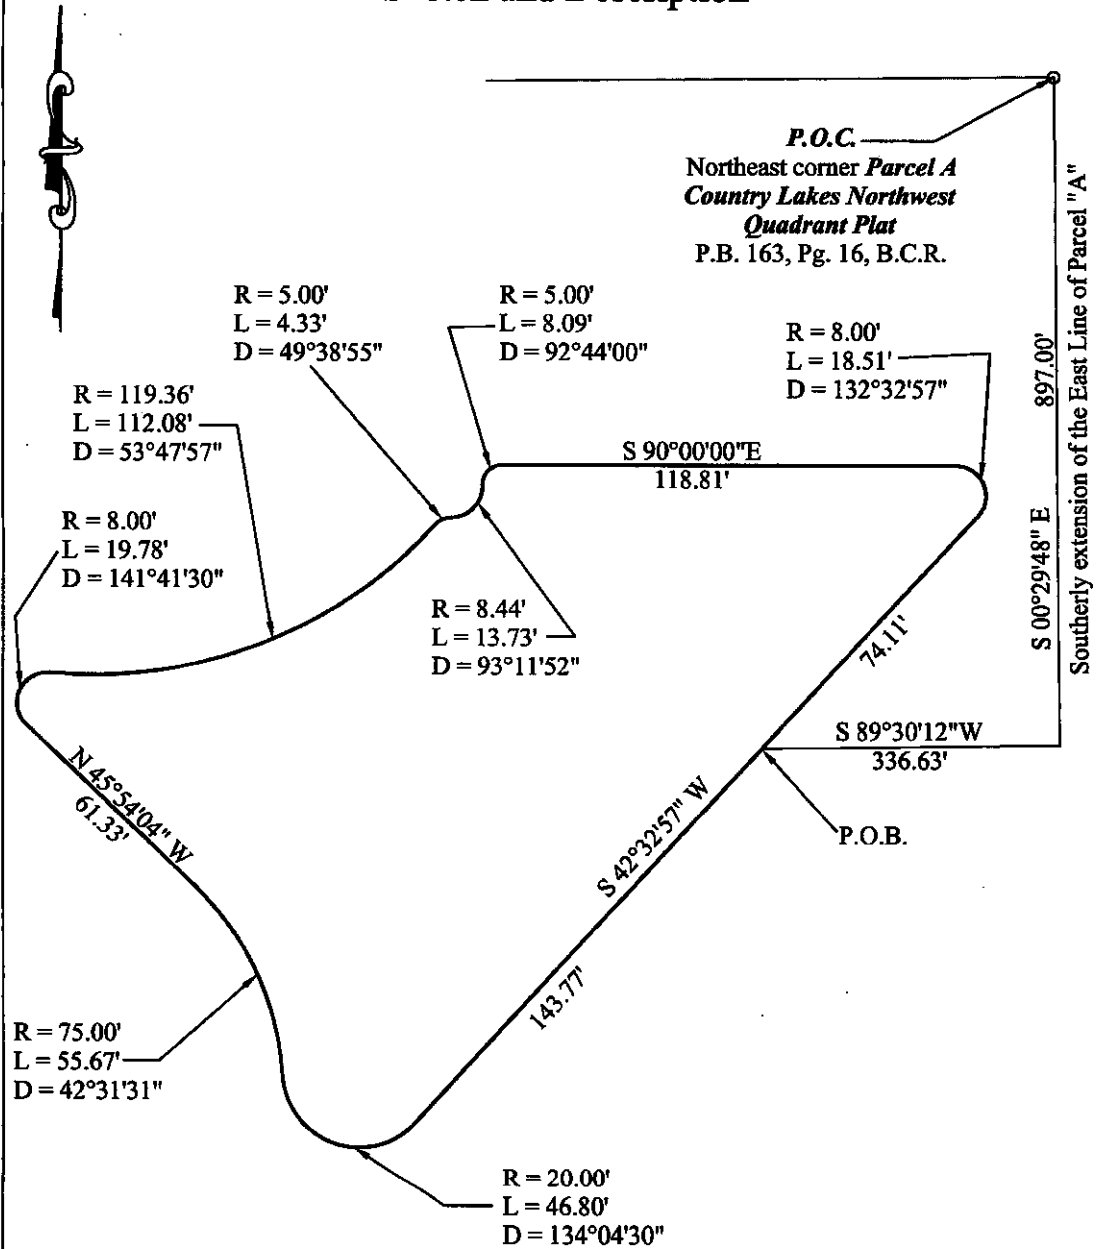 P.O.C.
Northeast corner Parcel A
Country Lakes Northwest
Quadrant Plat
P.B. 163, Pg. 16, B.C.R.
R = 5.00'
L = 4.33'
D = 49°38'55"
R = 5.00'
L = 8.09'
D = 92°44'00"
R = 8.00'
L = 18.51'
D = 132°32'57"
R = 119.36'
L = 112.08'
D = 53°47'57"
R = 8.00'
L = 19.78'
D = 141°41'30"
S 90°00'00"E
118.81'
R = 8.44'
L = 13.73'
D = 93°11'52"
897.00'
S 00°29'48" E
Southerly extension of the East Line of Parcel "A"
74.11'
S 89°30'12"W
336.63'
P.O.B.
N 45°54'04" W
61.33'
S 42°32'57" W
143.77'
R = 75.00'
L = 55.67'
D = 42°31'31"
R = 20.00'
L = 46.80'
D = 134°04'30"